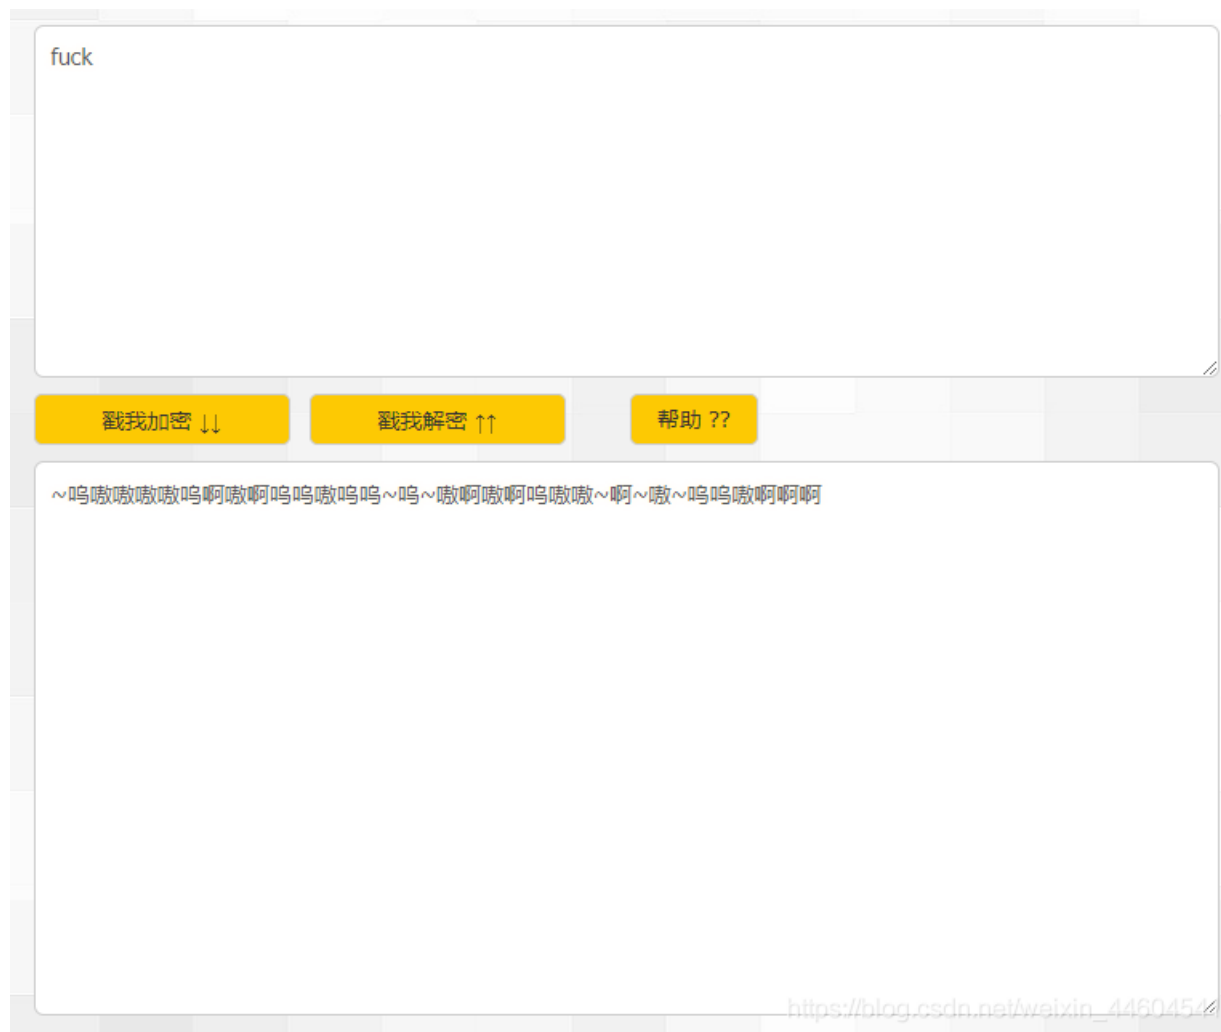 fuck
戳我加密 ↓↓ 戳我解密 ↑↑ 帮助 ??
~呜嗷嗷嗷嗷呜啊嗷啊呜呜嗷呜呜~呜~嗷啊嗷啊呜嗷嗷~啊~嗷~呜呜嗷啊啊啊
https://blog.csdn.net/weixin_4460454